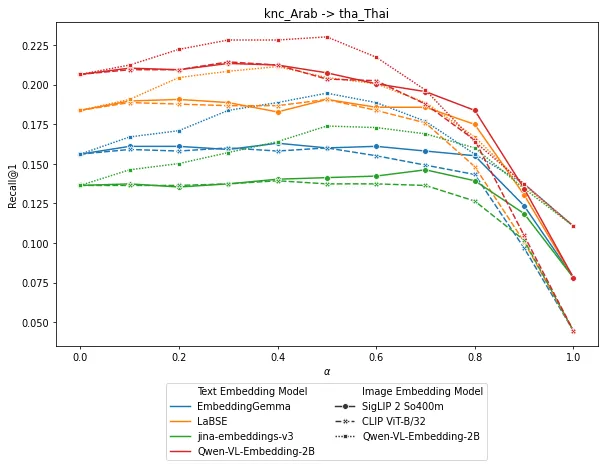 knc_Arab -> tha_Thai
Recall@1
0.225
0.200
0.175
0.150
0.125
0.100
0.075
0.050
0.0 0.2 0.4 0.6 0.8 1.0
α
Text Embedding Model Image Embedding Model
EmbeddingGemma SigLIP 2 So400m
LaBSE CLIP ViT-B/32
jina-embeddings-v3 Qwen-VL-Embedding-2B
Qwen-VL-Embedding-2B